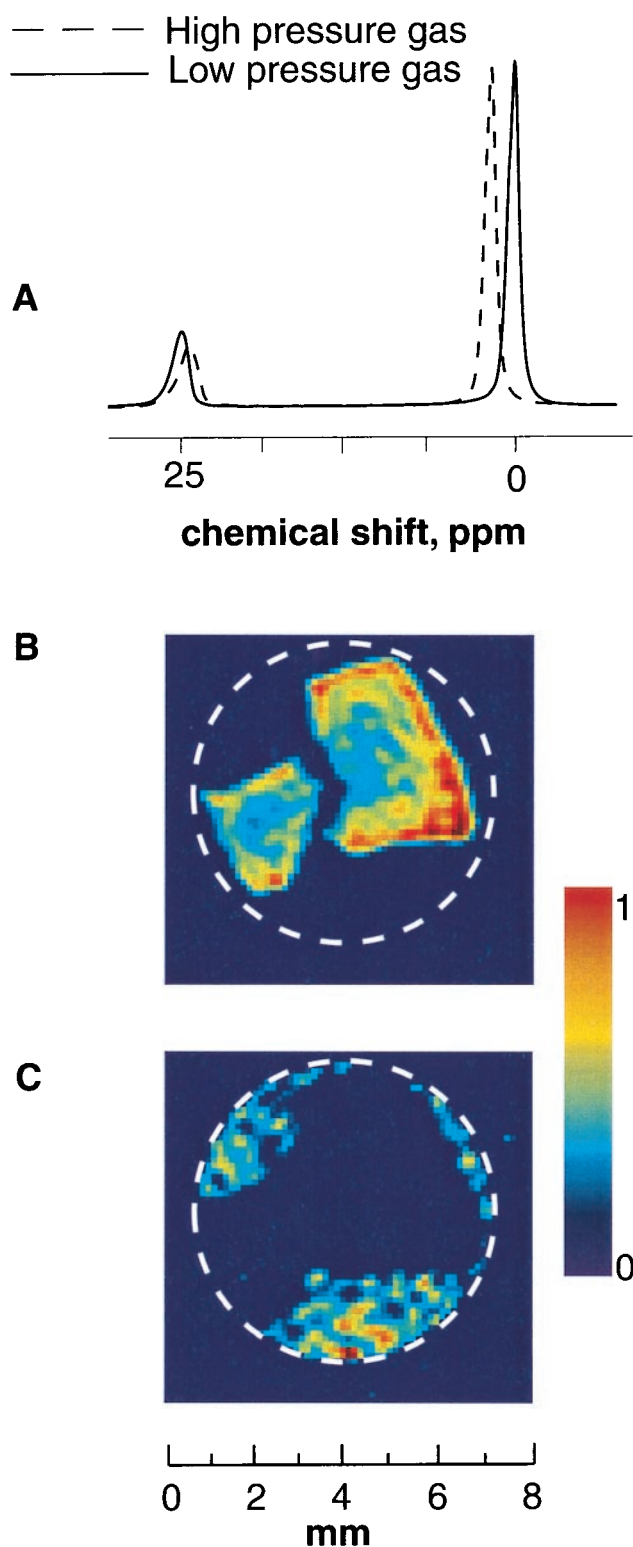 High pressure gas
Low pressure gas
A
25 0
chemical shift, ppm
B
1
C
0
0 2 4 6 8
mm